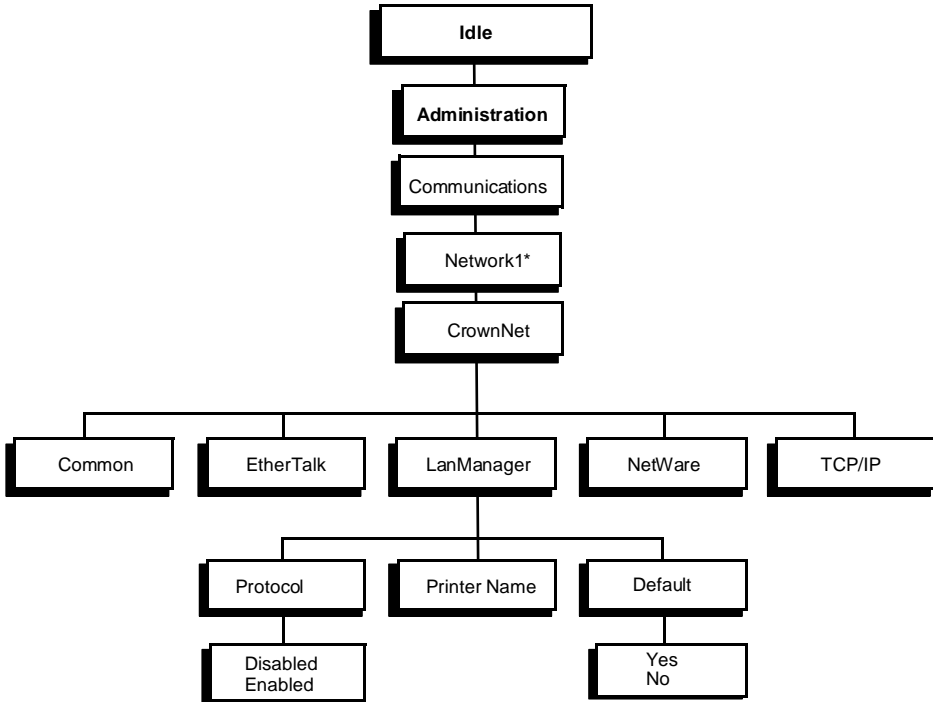 Idle
Administration
Communications
Network1*
CrownNet
Common
EtherTalk
LanManager
NetWare
TCP/IP
Protocol
Printer Name
Default
Disabled
Enabled
Yes
No